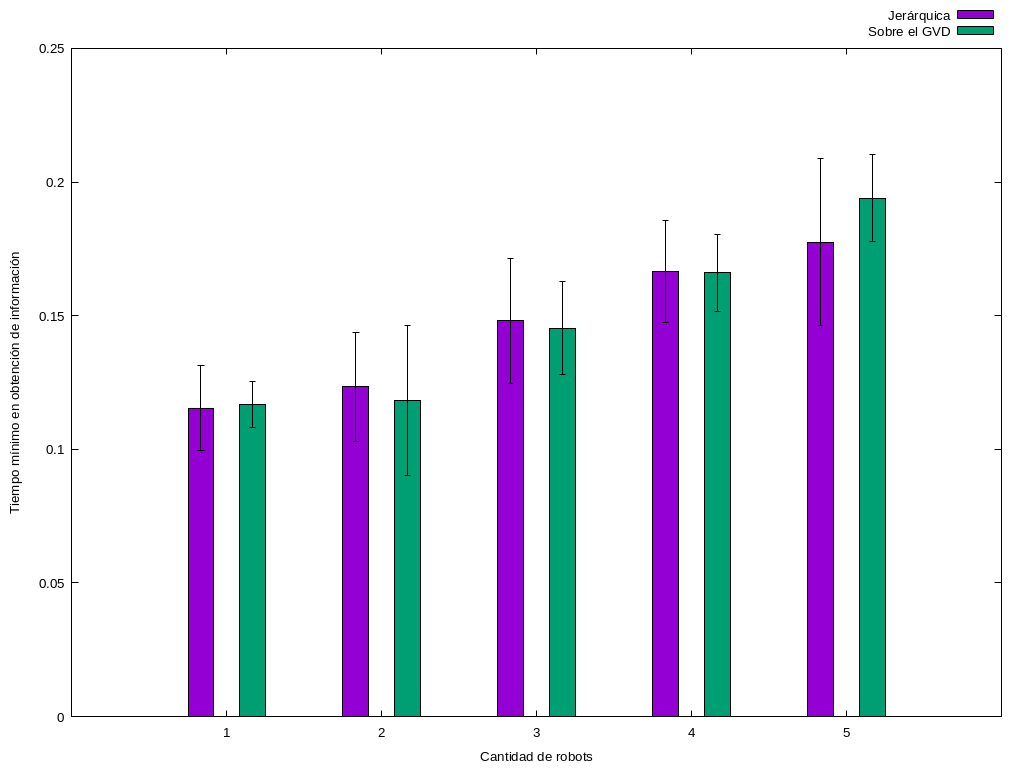 Jerárquica
Sobre el GVD
0.25
0.2
0.15
0.1
0.05
0
Tiempo mínimo en obtención de información
1 2 3 4 5
Cantidad de robots